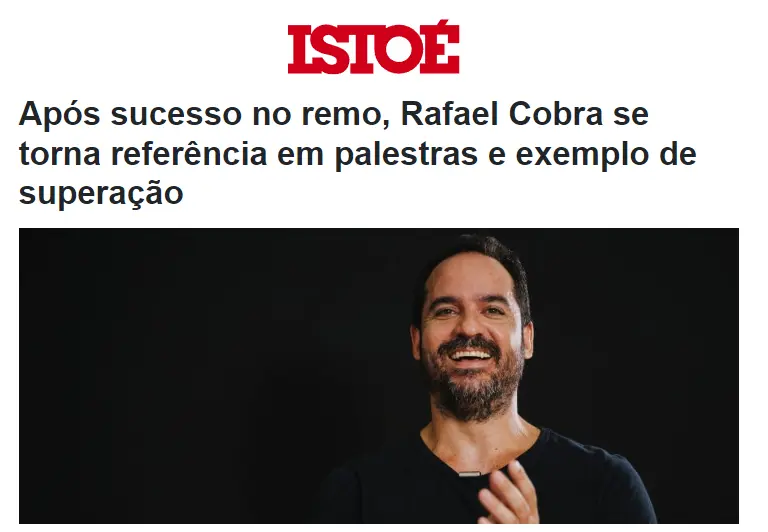 ISTOÉ
Após sucesso no remo, Rafael Cobra se
torna referência em palestras e exemplo de
superação